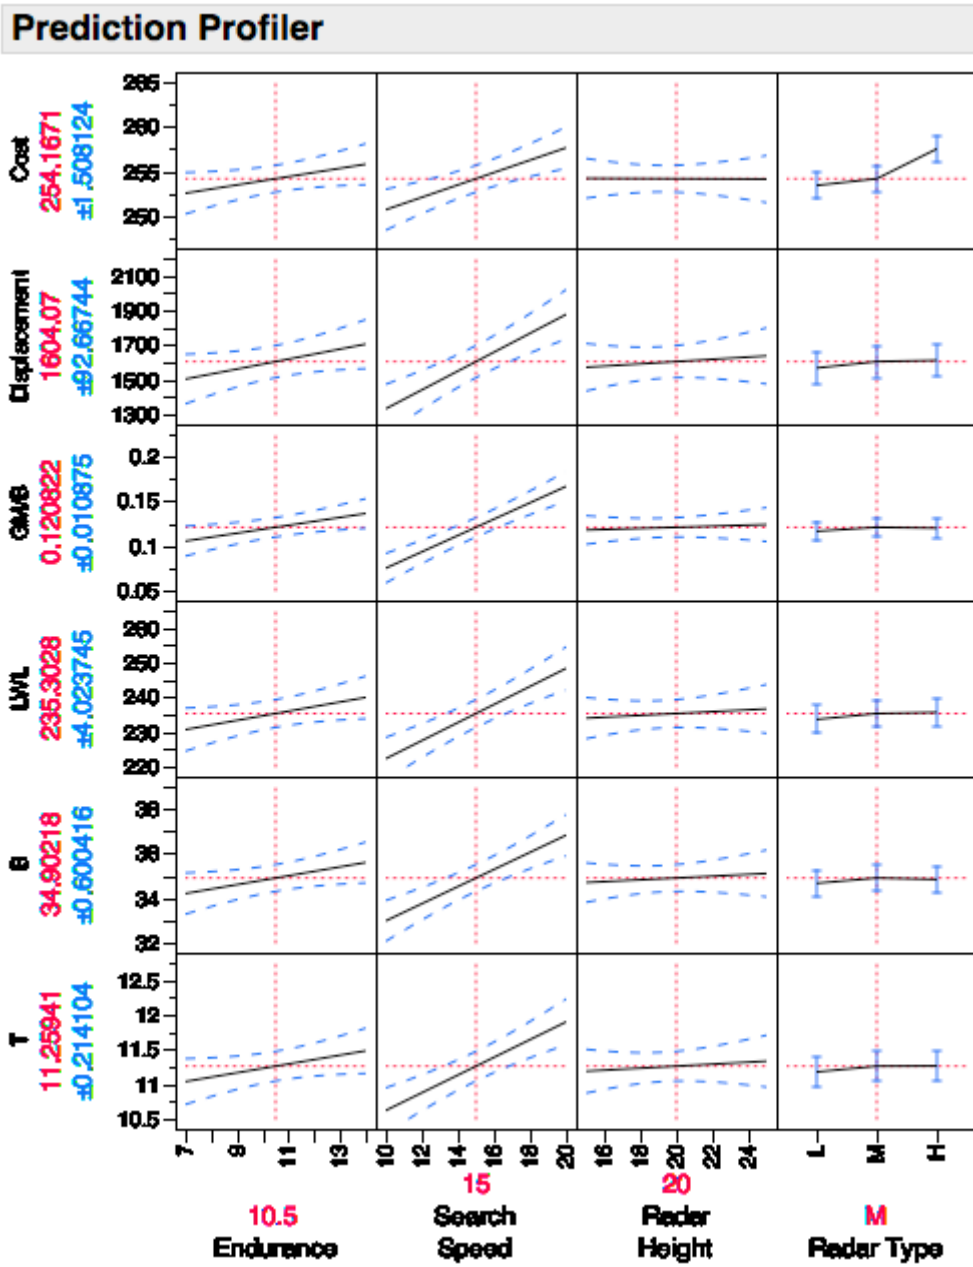 Prediction Profiler
Cost
254.1671
±1.508124
265
260
255
250
Displacement
1604.07
±92.66744
2100
1900
1700
1500
1300
GM/B
0.120822
±0.010875
0.2
0.15
0.1
0.05
LWL
235.3028
±4.023745
260
250
240
230
220
B
34.90218
±0.600416
38
36
34
32
T
11.25941
±0.214104
12.5
12
11.5
11
10.5
7 9 11 13 10 12 14 16 18 20 16 18 20 22 24 L M H
10.5 15 20 M
Endurance
Search
Speed
Radar
Height
Radar Type